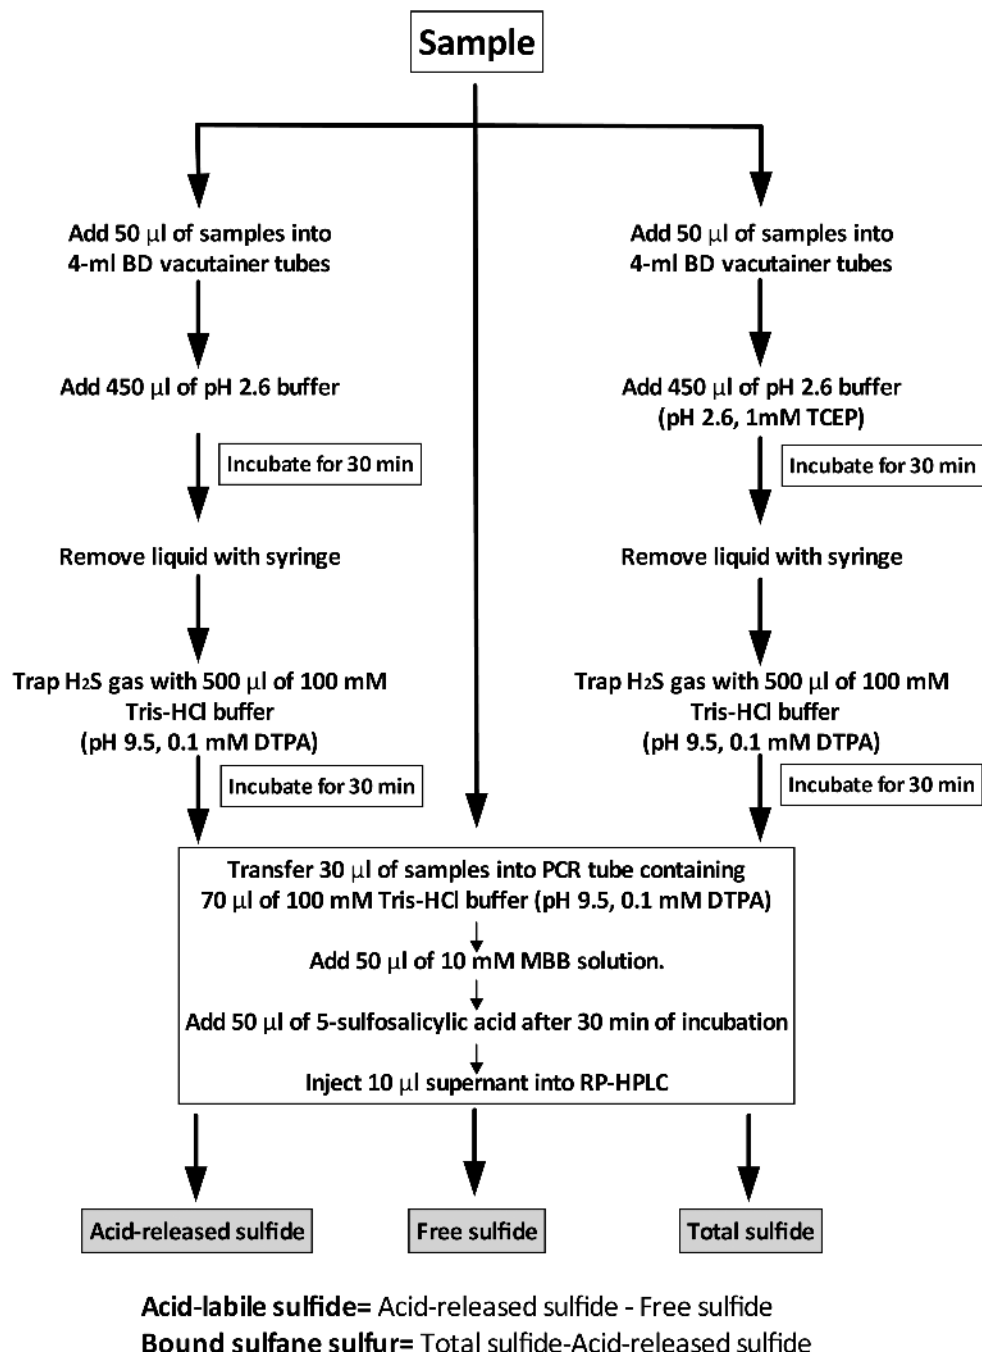 Sample
Add 50 μl of samples into
4-ml BD vacutainer tubes
Add 450 μl of pH 2.6 buffer
Incubate for 30 min
Remove liquid with syringe
Trap H₂S gas with 500 μl of 100 mM
Tris-HCl buffer
(pH 9.5, 0.1 mM DTPA)
Incubate for 30 min
Add 50 μl of samples into
4-ml BD vacutainer tubes
Add 450 μl of pH 2.6 buffer
(pH 2.6, 1mM TCEP)
Incubate for 30 min
Remove liquid with syringe
Trap H₂S gas with 500 μl of 100 mM
Tris-HCl buffer
(pH 9.5, 0.1 mM DTPA)
Incubate for 30 min
Transfer 30 μl of samples into PCR tube containing
70 μl of 100 mM Tris-HCl buffer (pH 9.5, 0.1 mM DTPA)
Add 50 μl of 10 mM MBB solution.
Add 50 μl of 5-sulfosalicylic acid after 30 min of incubation
Inject 10 μl supernant into RP-HPLC
Acid-released sulfide
Free sulfide
Total sulfide
Acid-labile sulfide= Acid-released sulfide - Free sulfide
Bound sulfane sulfur= Total sulfide-Acid-released sulfide